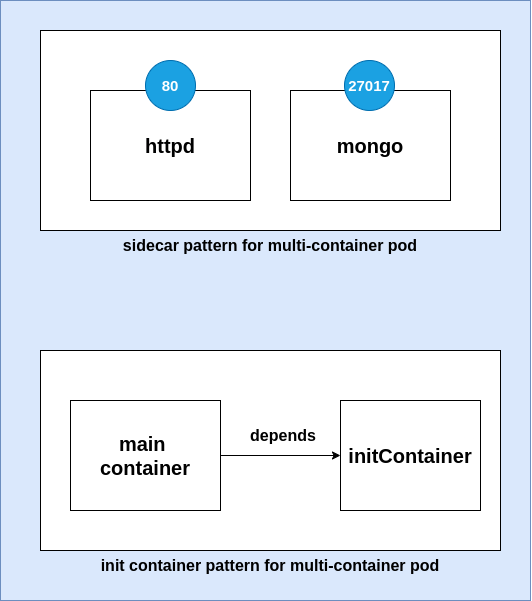 80
27017
httpd
mongo
sidecar pattern for multi-container pod
depends
main
container
initContainer
init container pattern for multi-container pod